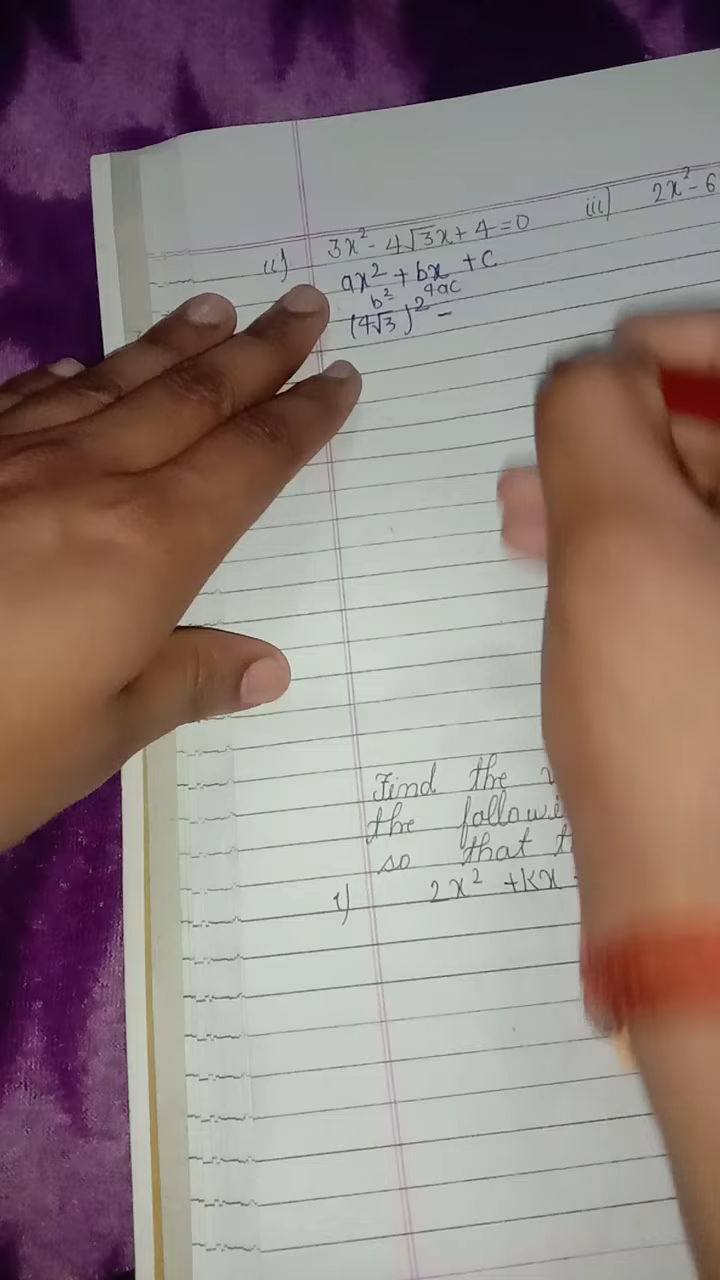 ii) 3x² - 4√3x + 4 = 0 iii) 2x² - 6
ax² + bx + c
b² 4ac
(4√3)² -
Find the
the followi
so that t
1) 2x² + kx